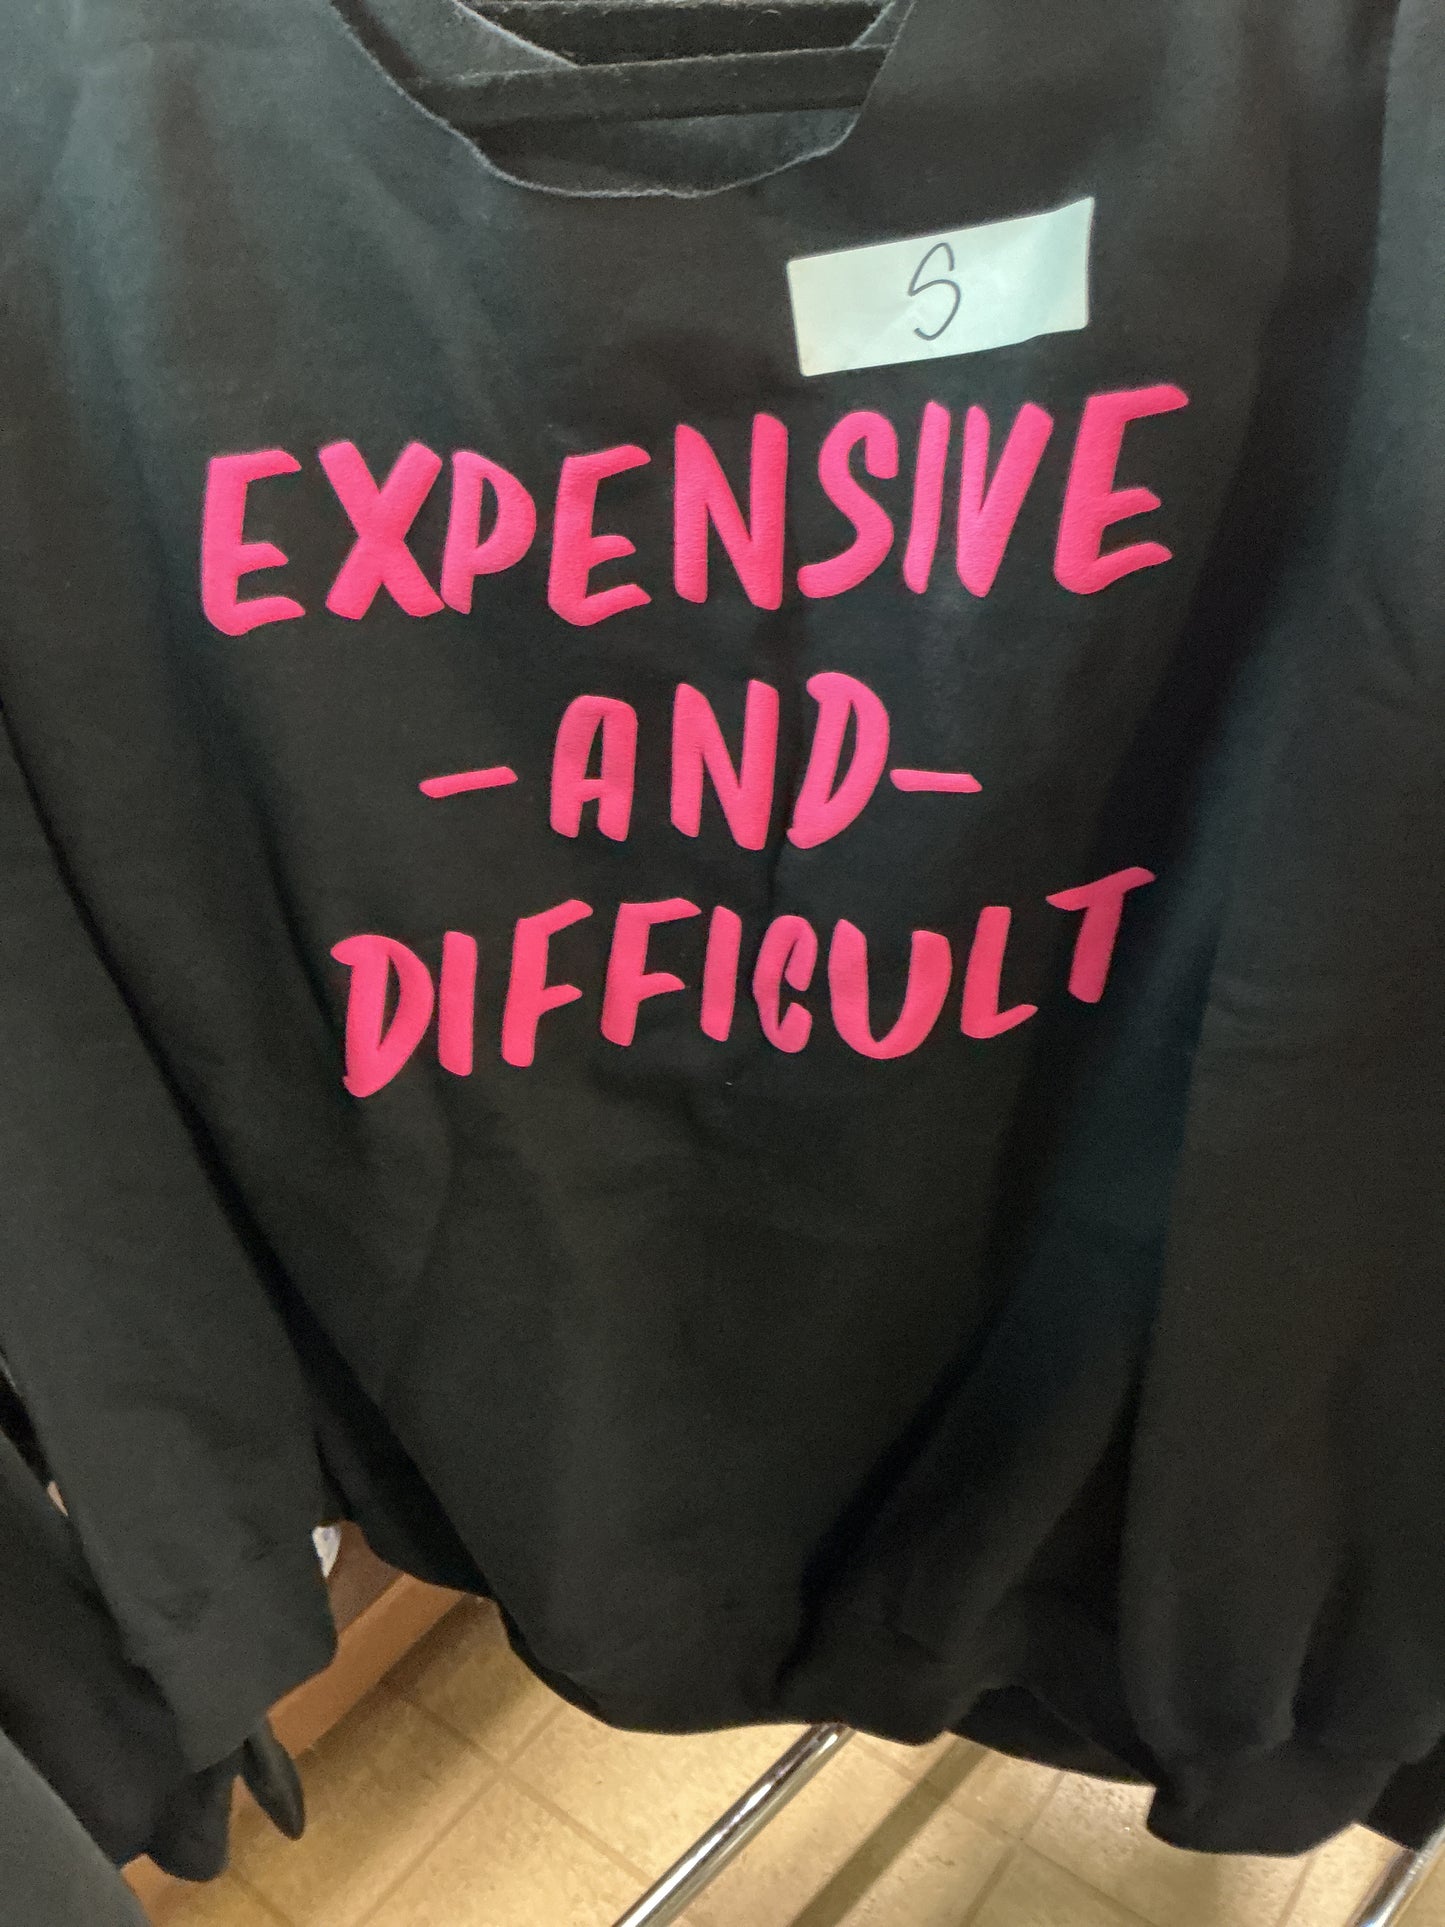 S
EXPENSIVE
-AND-
DIFFICULT